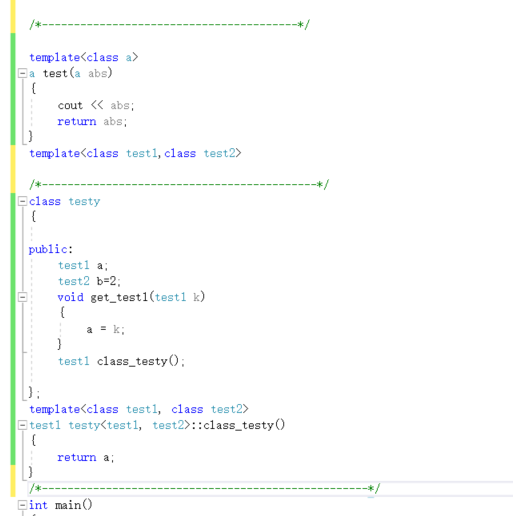 /*---------------------------------------*/
template<class a>
a test(a abs)
{
cout << abs;
return abs;
}
template<class test1,class test2>
/*------------------------------------------*/
class testy
{
public:
test1 a;
test2 b=2;
void get_test1(test1 k)
{
a = k;
}
test1 class_testy();
};
template<class test1, class test2>
test1 testy<test1, test2>::class_testy()
{
return a;
}
/*--------------------------------------------------*/
int main()